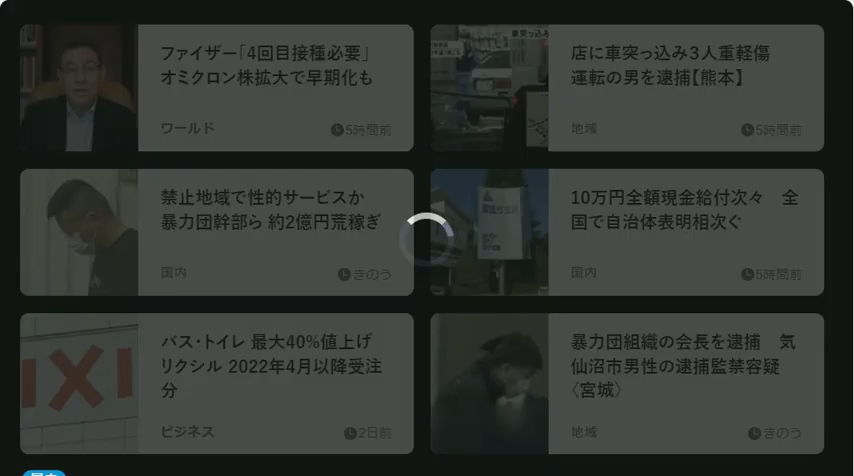 ファイザー「4回目接種必要」
オミクロン株拡大で早期化も
ワールド
5時間前
車突っ込み
店に車突っ込み3人重軽傷
運転の男を逮捕【熊本】
地域
5時間前
禁止地域で性的サービスか
暴力団幹部ら 約2億円荒稼ぎ
国内
きのう
10万円全額現金給付次々　全
国で自治体表明相次ぐ
国内
5時間前
IXI
バス・トイレ 最大40%値上げ
リクシル 2022年4月以降受注
分
ビジネス
2日前
暴力団組織の会長を逮捕　気
仙沼市男性の逮捕監禁容疑
〈宮城〉
地域
きのう